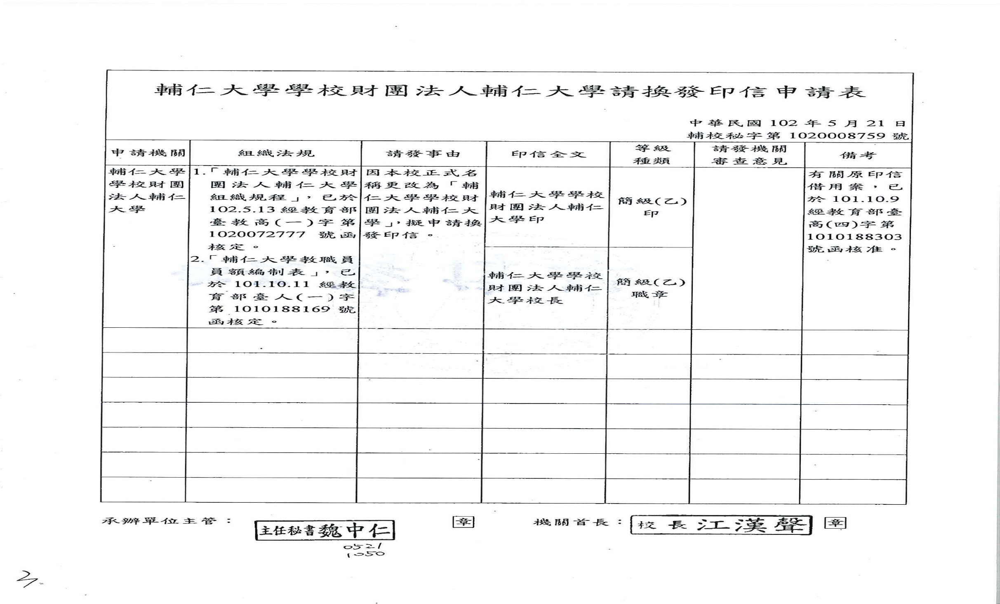 輔仁大學學校財團法人輔仁大學請換發印信申請表
中華民國 102 年 5 月 21 日
輔校秘字第 1020008759 號
申請機關
組織法規
請發事由
印信全文
等級
種類
請發機關
審查意見
備考
輔仁大學
學校財團
法人輔仁
大學
1.「輔仁大學學校財
團法人輔仁大學
組織規程」，已於
102.5.13 經教育部
臺教高(一)字第
1020072777 號函
核定。
2.「輔仁大學教職員
員額編制表」，已
於 101.10.11 經教
育部臺人(一)字
第 1010188169 號
函核定。
因本校正式名
稱更改為「輔
仁大學學校財
團法人輔仁大
學」，擬申請換
發印信。
輔仁大學學校
財團法人輔仁
大學印
簡級(乙)
印
輔仁大學學校
財團法人輔仁
大學校長
簡級(乙)
職章
有關原印信
借用案，已
於 101.10.9
經教育部臺
高(四)字第
1010188303
號函核准。
承辦單位主管：
主任秘書魏中仁
章
機關首長：
校長江漢聲
章
0521
1050